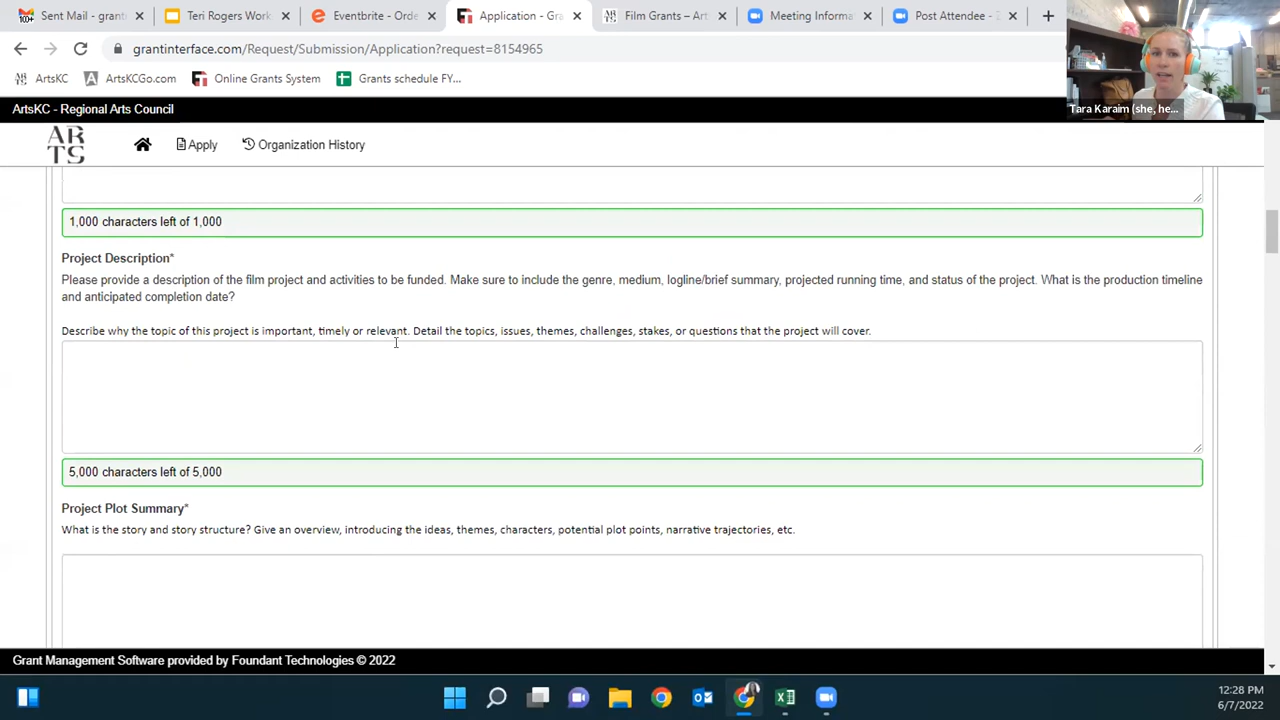 Sent Mail - grant
Teri Rogers Work
Eventbrite - Orde
Application - Gra
Film Grants – Art
Meeting Informa
Post Attendee - Z
grantinterface.com/Request/Submission/Application?request=8154965
ArtsKC
ArtsKCGo.com
Online Grants System
Grants schedule FY...
Tara Karaim (she, he...
ArtsKC - Regional Arts Council
ARTS
Apply
Organization History
1,000 characters left of 1,000
Project Description*
Please provide a description of the film project and activities to be funded. Make sure to include the genre, medium, logline/brief summary, projected running time, and status of the project. What is the production timeline
and anticipated completion date?
Describe why the topic of this project is important, timely or relevant. Detail the topics, issues, themes, challenges, stakes, or questions that the project will cover.
5,000 characters left of 5,000
Project Plot Summary*
What is the story and story structure? Give an overview, introducing the ideas, themes, characters, potential plot points, narrative trajectories, etc.
Grant Management Software provided by Foundant Technologies © 2022
12:28 PM
6/7/2022